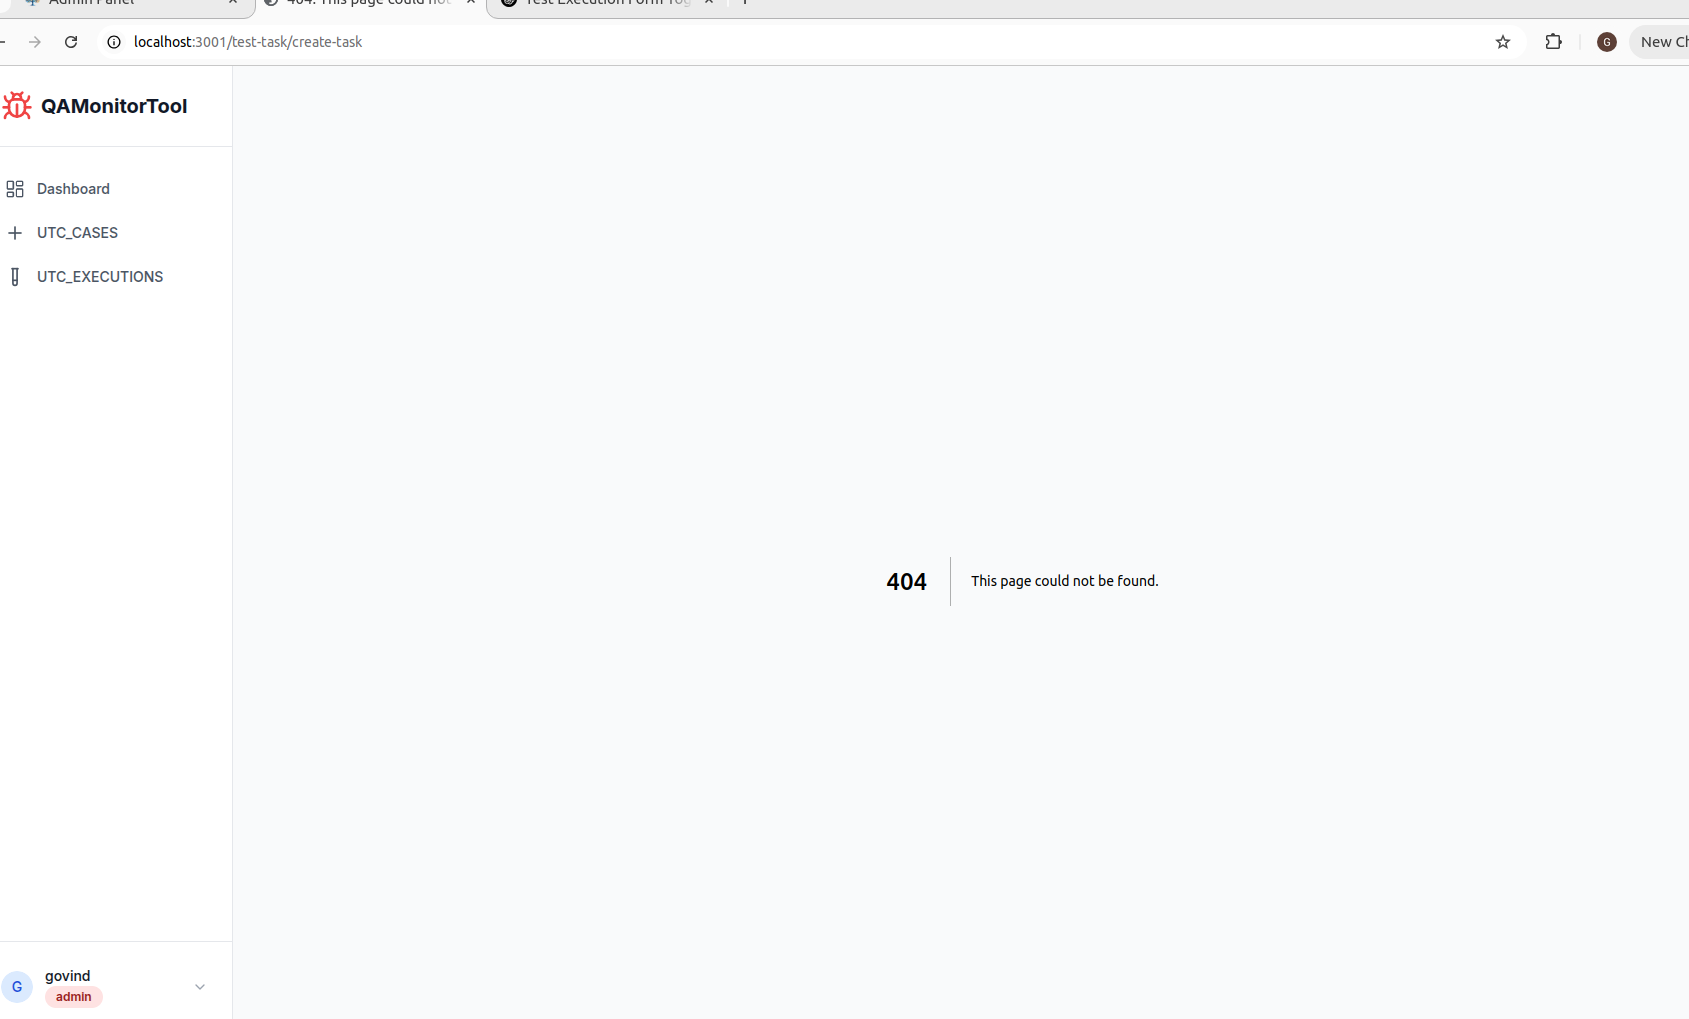 Admin Panel
404: This page could not
Test Execution Form Tog
localhost:3001/test-task/create-task
G
New Ch
QAMonitorTool
Dashboard
UTC_CASES
UTC_EXECUTIONS
404
This page could not be found.
G
govind
admin